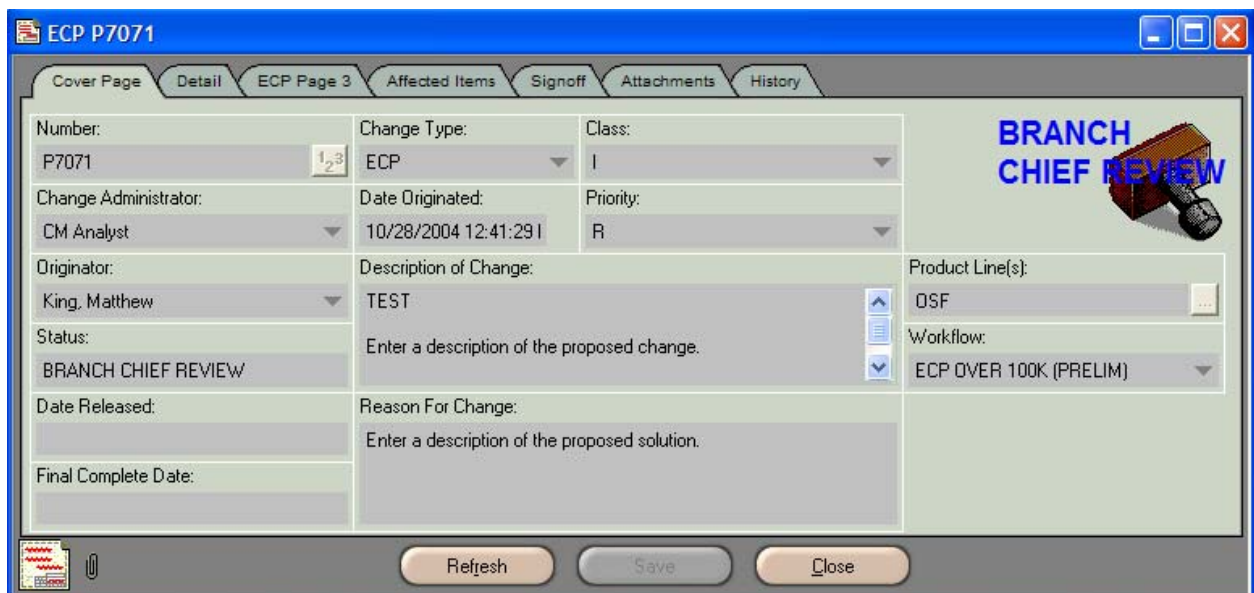 ECP P7071
Cover Page Detail ECP Page 3 Affected Items Signoff Attachments History
Number:
P7071
123
Change Type:
ECP
Class:
I
BRANCH
CHIEF REVIEW
Change Administrator:
CM Analyst
Date Originated:
10/28/2004 12:41:29
Priority:
R
Originator:
King, Matthew
Description of Change:
TEST
Enter a description of the proposed change.
Product Line(s):
OSF
...
Status:
BRANCH CHIEF REVIEW
Workflow:
ECP OVER 100K (PRELIM)
Date Released:
Reason For Change:
Enter a description of the proposed solution.
Final Complete Date:
Refresh Save Close